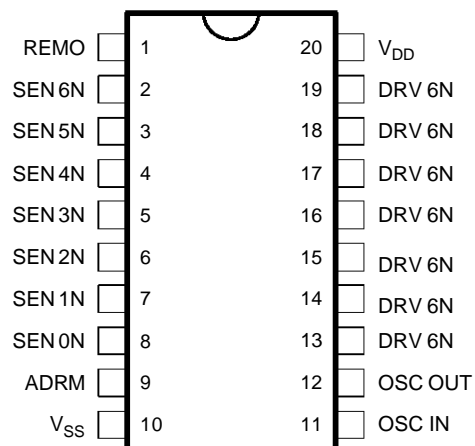 REMO 1 20 VDD
SEN 6N 2 19 DRV 6N
SEN 5N 3 18 DRV 6N
SEN 4N 4 17 DRV 6N
SEN 3N 5 16 DRV 6N
SEN 2N 6 15 DRV 6N
SEN 1N 7 14 DRV 6N
SEN 0N 8 13 DRV 6N
ADRM 9 12 OSC OUT
VSS 10 11 OSC IN